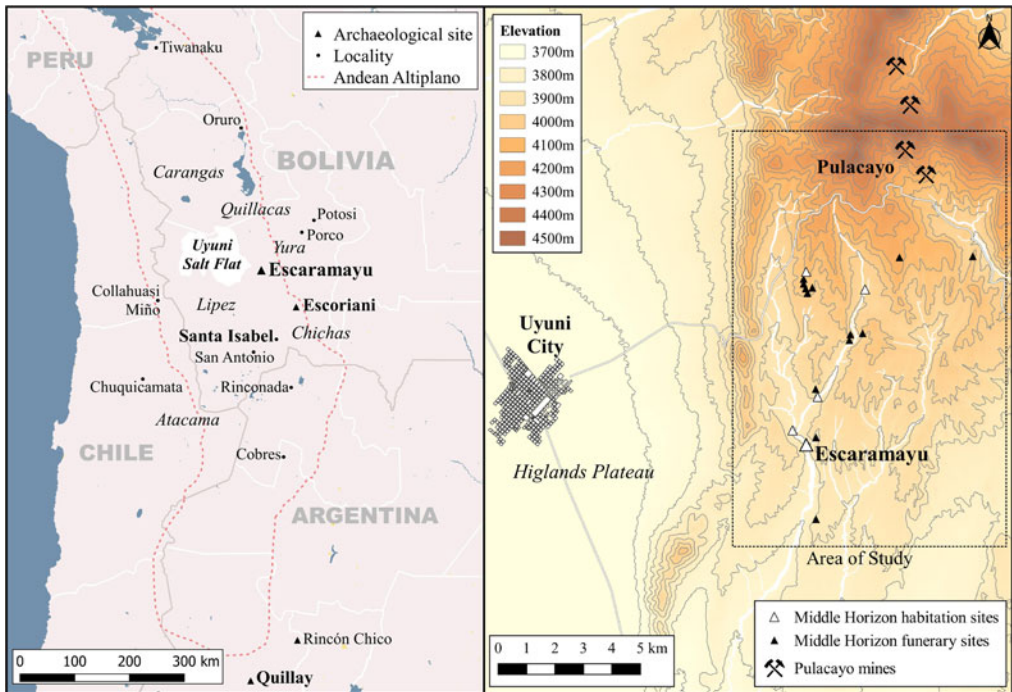 PERU
Tiwanaku
Archaeological site
Locality
Andean Altiplano
Oruro
BOLIVIA
Carangas
Quillacas
Potosí
Porco
Yura
Uyuni
Salt Flat
Escaramayu
Collahuasi
Miño
Lipez
Escoriani
Chichas
Santa Isabel
San Antonio
Chuquicamata
Rinconada
Atacama
CHILE
Cobres
ARGENTINA
Rincón Chico
Quillay
0 100 200 300 km
Elevation
3700m
3800m
3900m
4000m
4100m
4200m
4300m
4400m
4500m
N
Pulacayo
Uyuni
City
Higlands Plateau
Escaramayu
Area of Study
0 1 2 3 4 5 km
Middle Horizon habitation sites
Middle Horizon funerary sites
Pulacayo mines